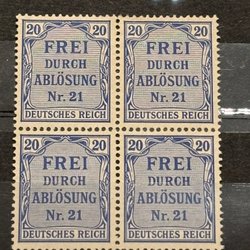 20 20 20 20
FREI FREI
DURCH DURCH
ABLÖSUNG ABLÖSUNG
Nr. 21 Nr. 21
DEUTSCHES REICH DEUTSCHES REICH
20 20 20 20
FREI FREI
DURCH DURCH
ABLÖSUNG ABLÖSUNG
Nr. 21 Nr. 21
DEUTSCHES REICH DEUTSCHES REICH